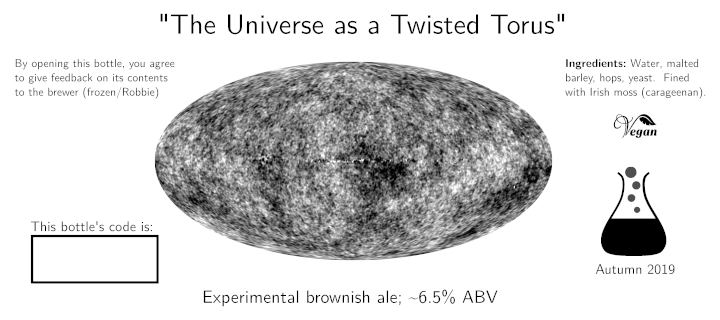 "The Universe as a Twisted Torus"
By opening this bottle, you agree
to give feedback on its contents
to the brewer (frozen/Robbie)
Ingredients: Water, malted
barley, hops, yeast. Fined
with Irish moss (carageenan).
Vegan
This bottle's code is:
Autumn 2019
Experimental brownish ale; ~6.5% ABV